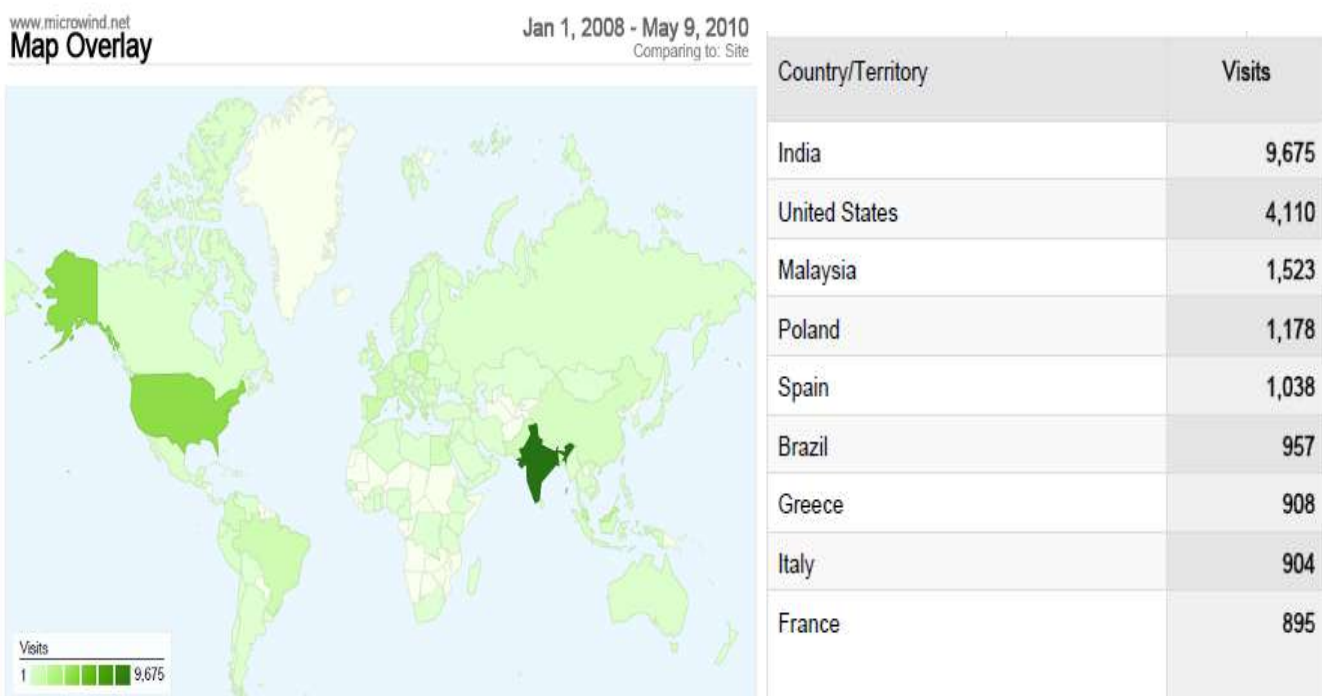 www.microwind.net
Map Overlay
Jan 1, 2008 - May 9, 2010
Comparing to: Site
Visits
1 9,675
Country/Territory Visits
India 9,675
United States 4,110
Malaysia 1,523
Poland 1,178
Spain 1,038
Brazil 957
Greece 908
Italy 904
France 895